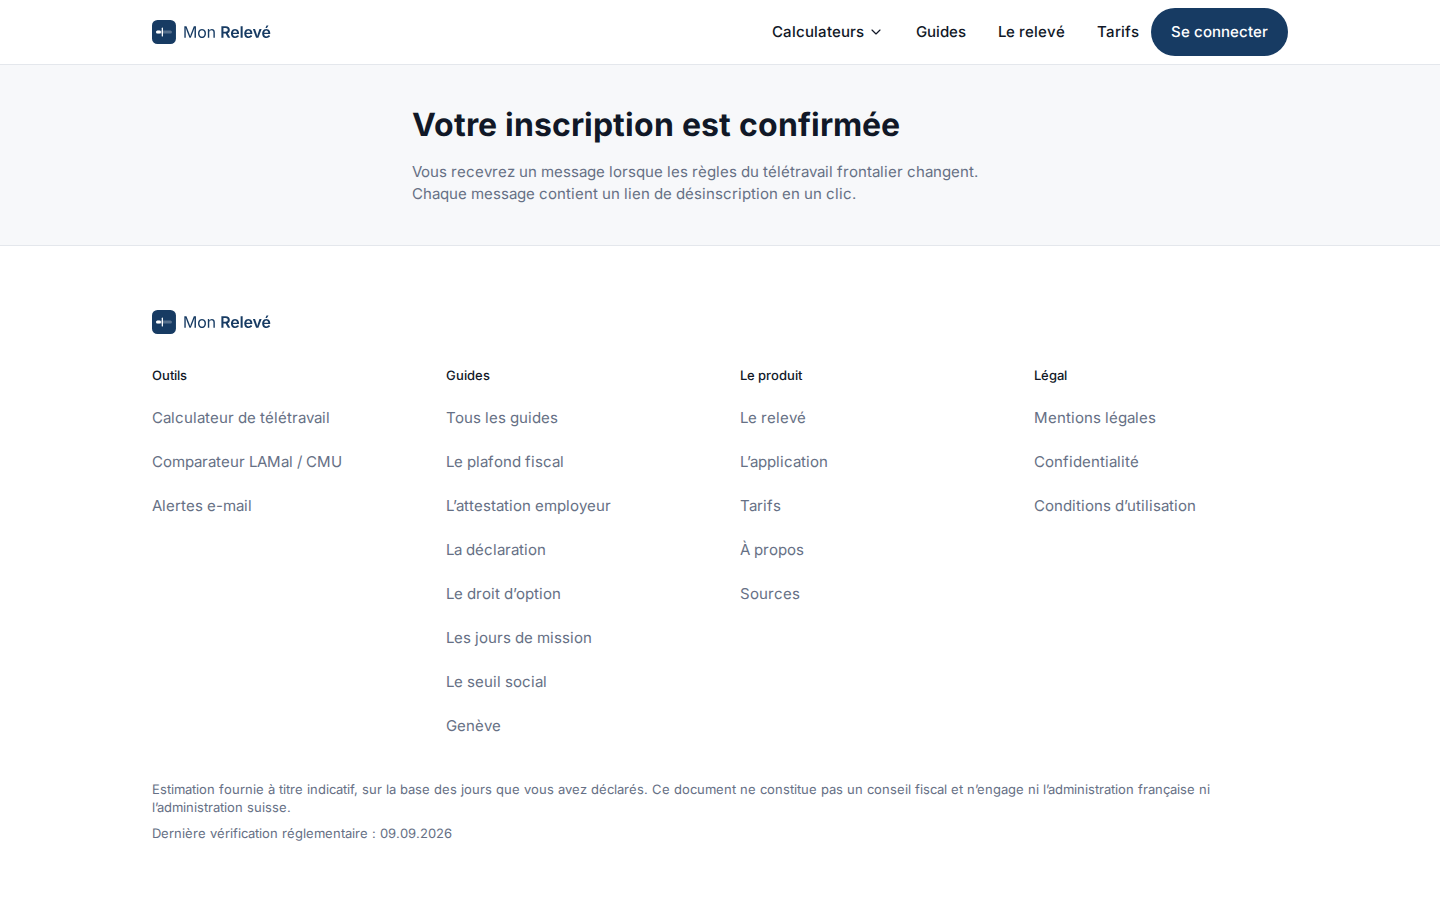 Mon Relevé
Calculateurs
Guides
Le relevé
Tarifs
Se connecter
Votre inscription est confirmée
Vous recevrez un message lorsque les règles du télétravail frontalier changent.
Chaque message contient un lien de désinscription en un clic.
Mon Relevé
Outils
Calculateur de télétravail
Comparateur LAMal / CMU
Alertes e-mail
Guides
Tous les guides
Le plafond fiscal
L’attestation employeur
La déclaration
Le droit d’option
Les jours de mission
Le seuil social
Genève
Le produit
Le relevé
L’application
Tarifs
À propos
Sources
Légal
Mentions légales
Confidentialité
Conditions d’utilisation
Estimation fournie à titre indicatif, sur la base des jours que vous avez déclarés. Ce document ne constitue pas un conseil fiscal et n’engage ni l’administration française ni
l’administration suisse.
Dernière vérification réglementaire : 09.09.2026